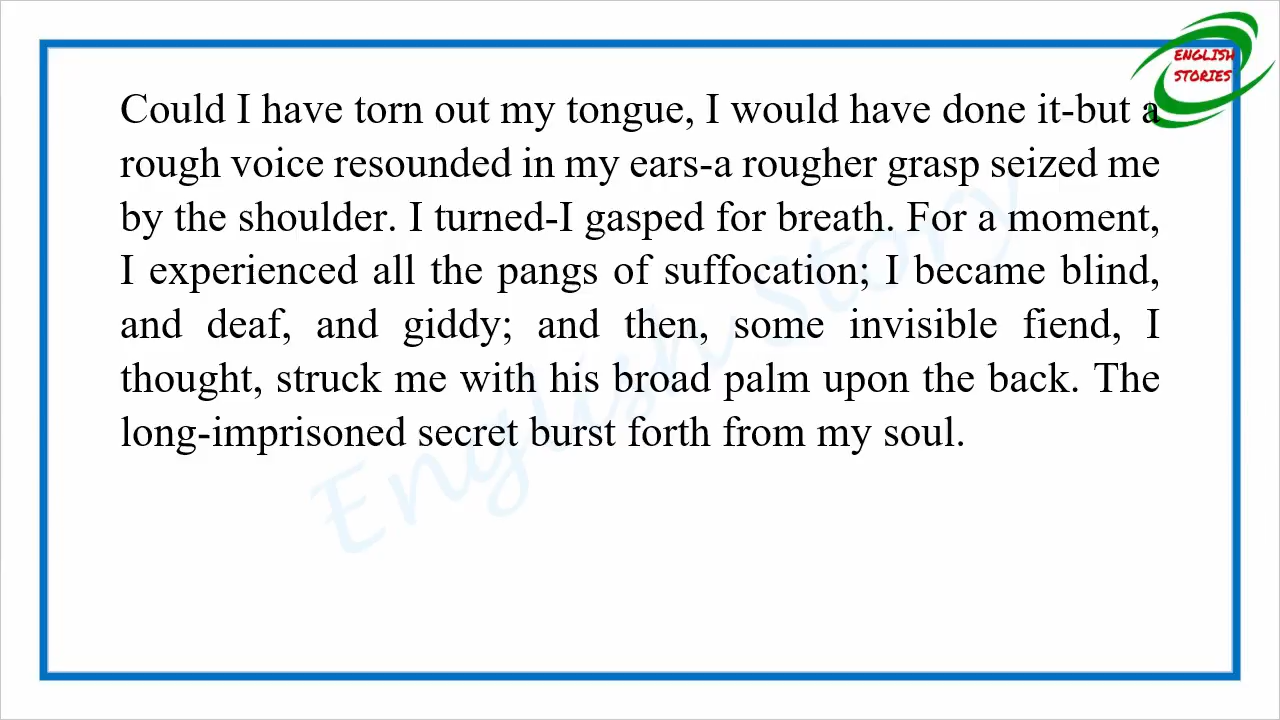 ENGLISH
STORIES
Could I have torn out my tongue, I would have done it-but a
rough voice resounded in my ears-a rougher grasp seized me
by the shoulder. I turned-I gasped for breath. For a moment,
I experienced all the pangs of suffocation; I became blind,
and deaf, and giddy; and then, some invisible fiend, I
thought, struck me with his broad palm upon the back. The
long-imprisoned secret burst forth from my soul.
English Story